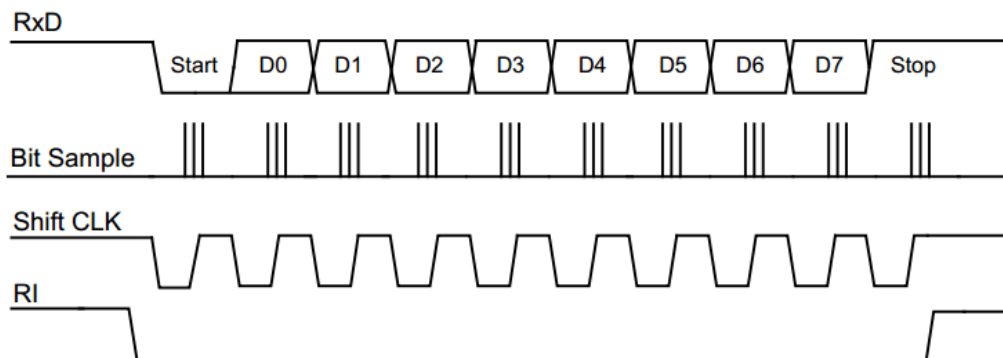 RxD
Start D0 D1 D2 D3 D4 D5 D6 D7 Stop
Bit Sample
Shift CLK
RI